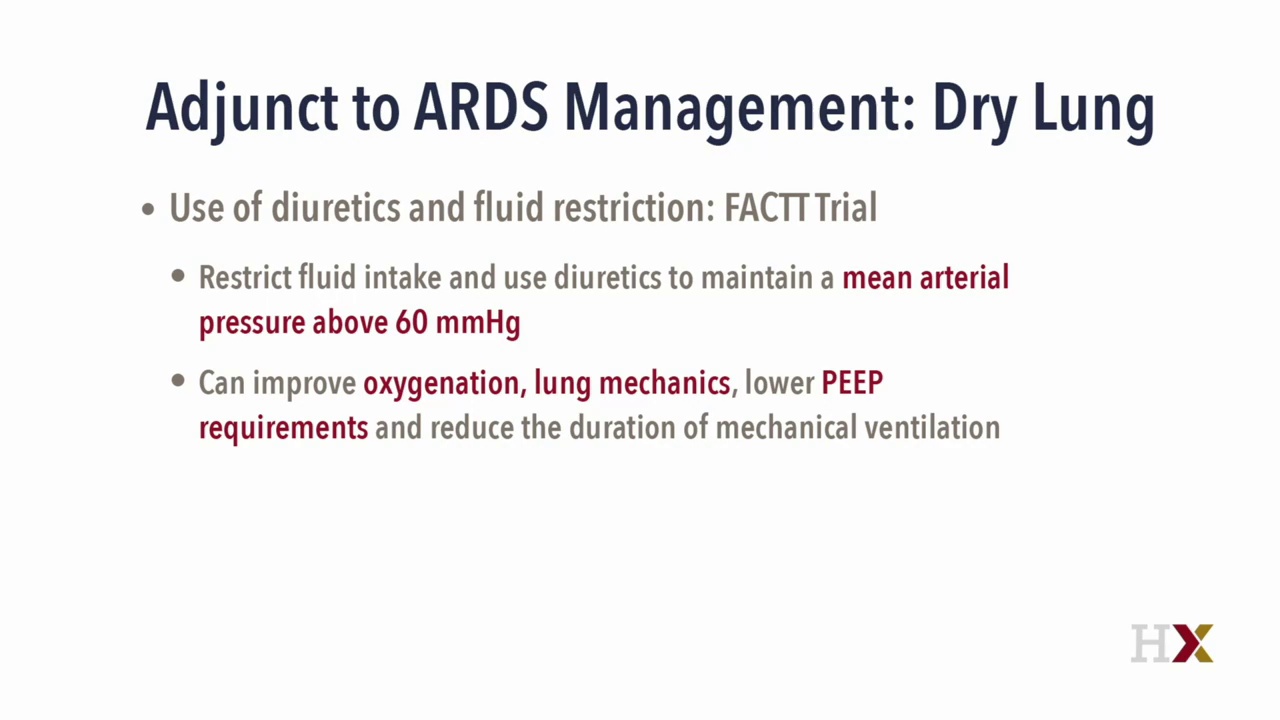 Adjunct to ARDS Management: Dry Lung
• Use of diuretics and fluid restriction: FACTT Trial
• Restrict fluid intake and use diuretics to maintain a mean arterial
pressure above 60 mmHg
• Can improve oxygenation, lung mechanics, lower PEEP
requirements and reduce the duration of mechanical ventilation
HX